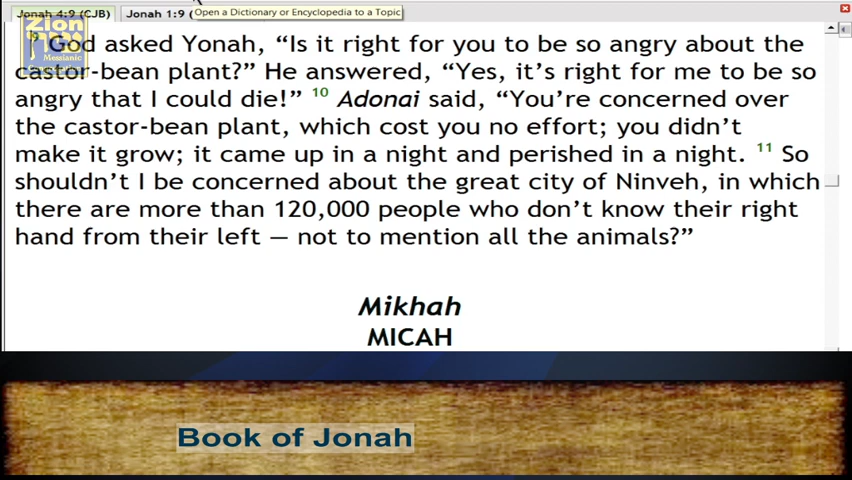 Jonah 4:9 (CJB)
Jonah 1:9 (
Open a Dictionary or Encyclopedia to a Topic
Zion
Messianic
9 God asked Yonah, “Is it right for you to be so angry about the
castor-bean plant?” He answered, “Yes, it’s right for me to be so
angry that I could die!” 10 Adonai said, “You’re concerned over
the castor-bean plant, which cost you no effort; you didn’t
make it grow; it came up in a night and perished in a night. 11 So
shouldn’t I be concerned about the great city of Ninveh, in which
there are more than 120,000 people who don’t know their right
hand from their left — not to mention all the animals?”
Mikhah
MICAH
Book of Jonah